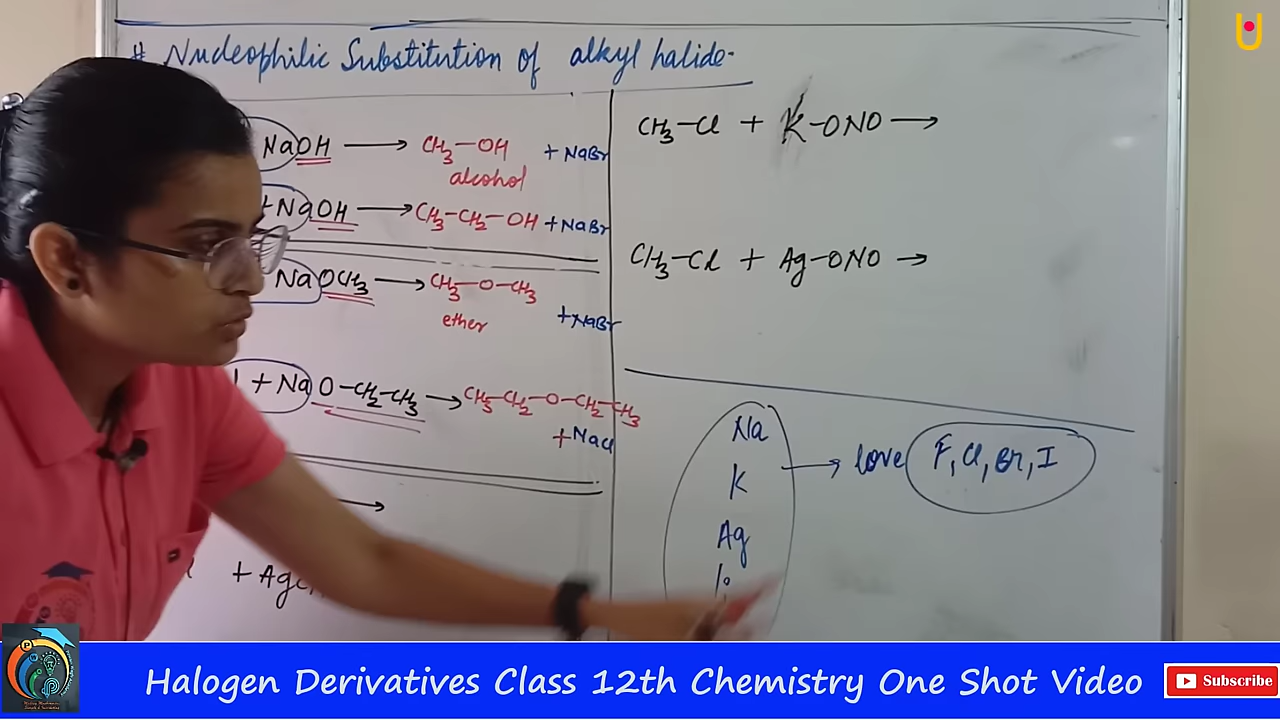 # Nucleophilic Substitution of alkyl halide-
NaOH → CH3-OH + NaBr
alcohol
+NaOH → CH3-CH2-OH + NaBr
NaOCH3 → CH3-O-CH3
ether
+NaBr
+ Na O-CH2-CH3 → CH3-CH2-O-CH2-CH3
+NaCl
→
+ Ag
CH3-Cl + K-ONO →
CH3-Cl + Ag-ONO →
Na
K → love F, Cl, Br, I
Ag
Li
Halogen Derivatives Class 12th Chemistry One Shot Video
Subscribe